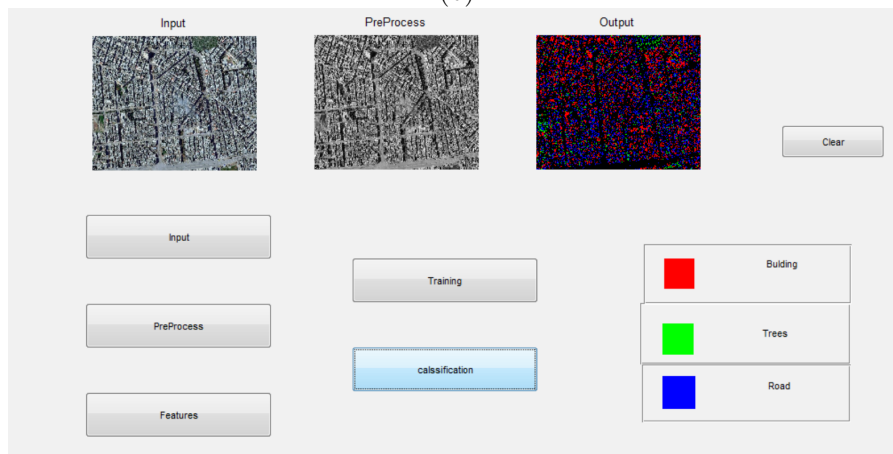 Input
PreProcess
Output
Clear
Input
PreProcess
Features
Training
calssification
Bulding
Trees
Road